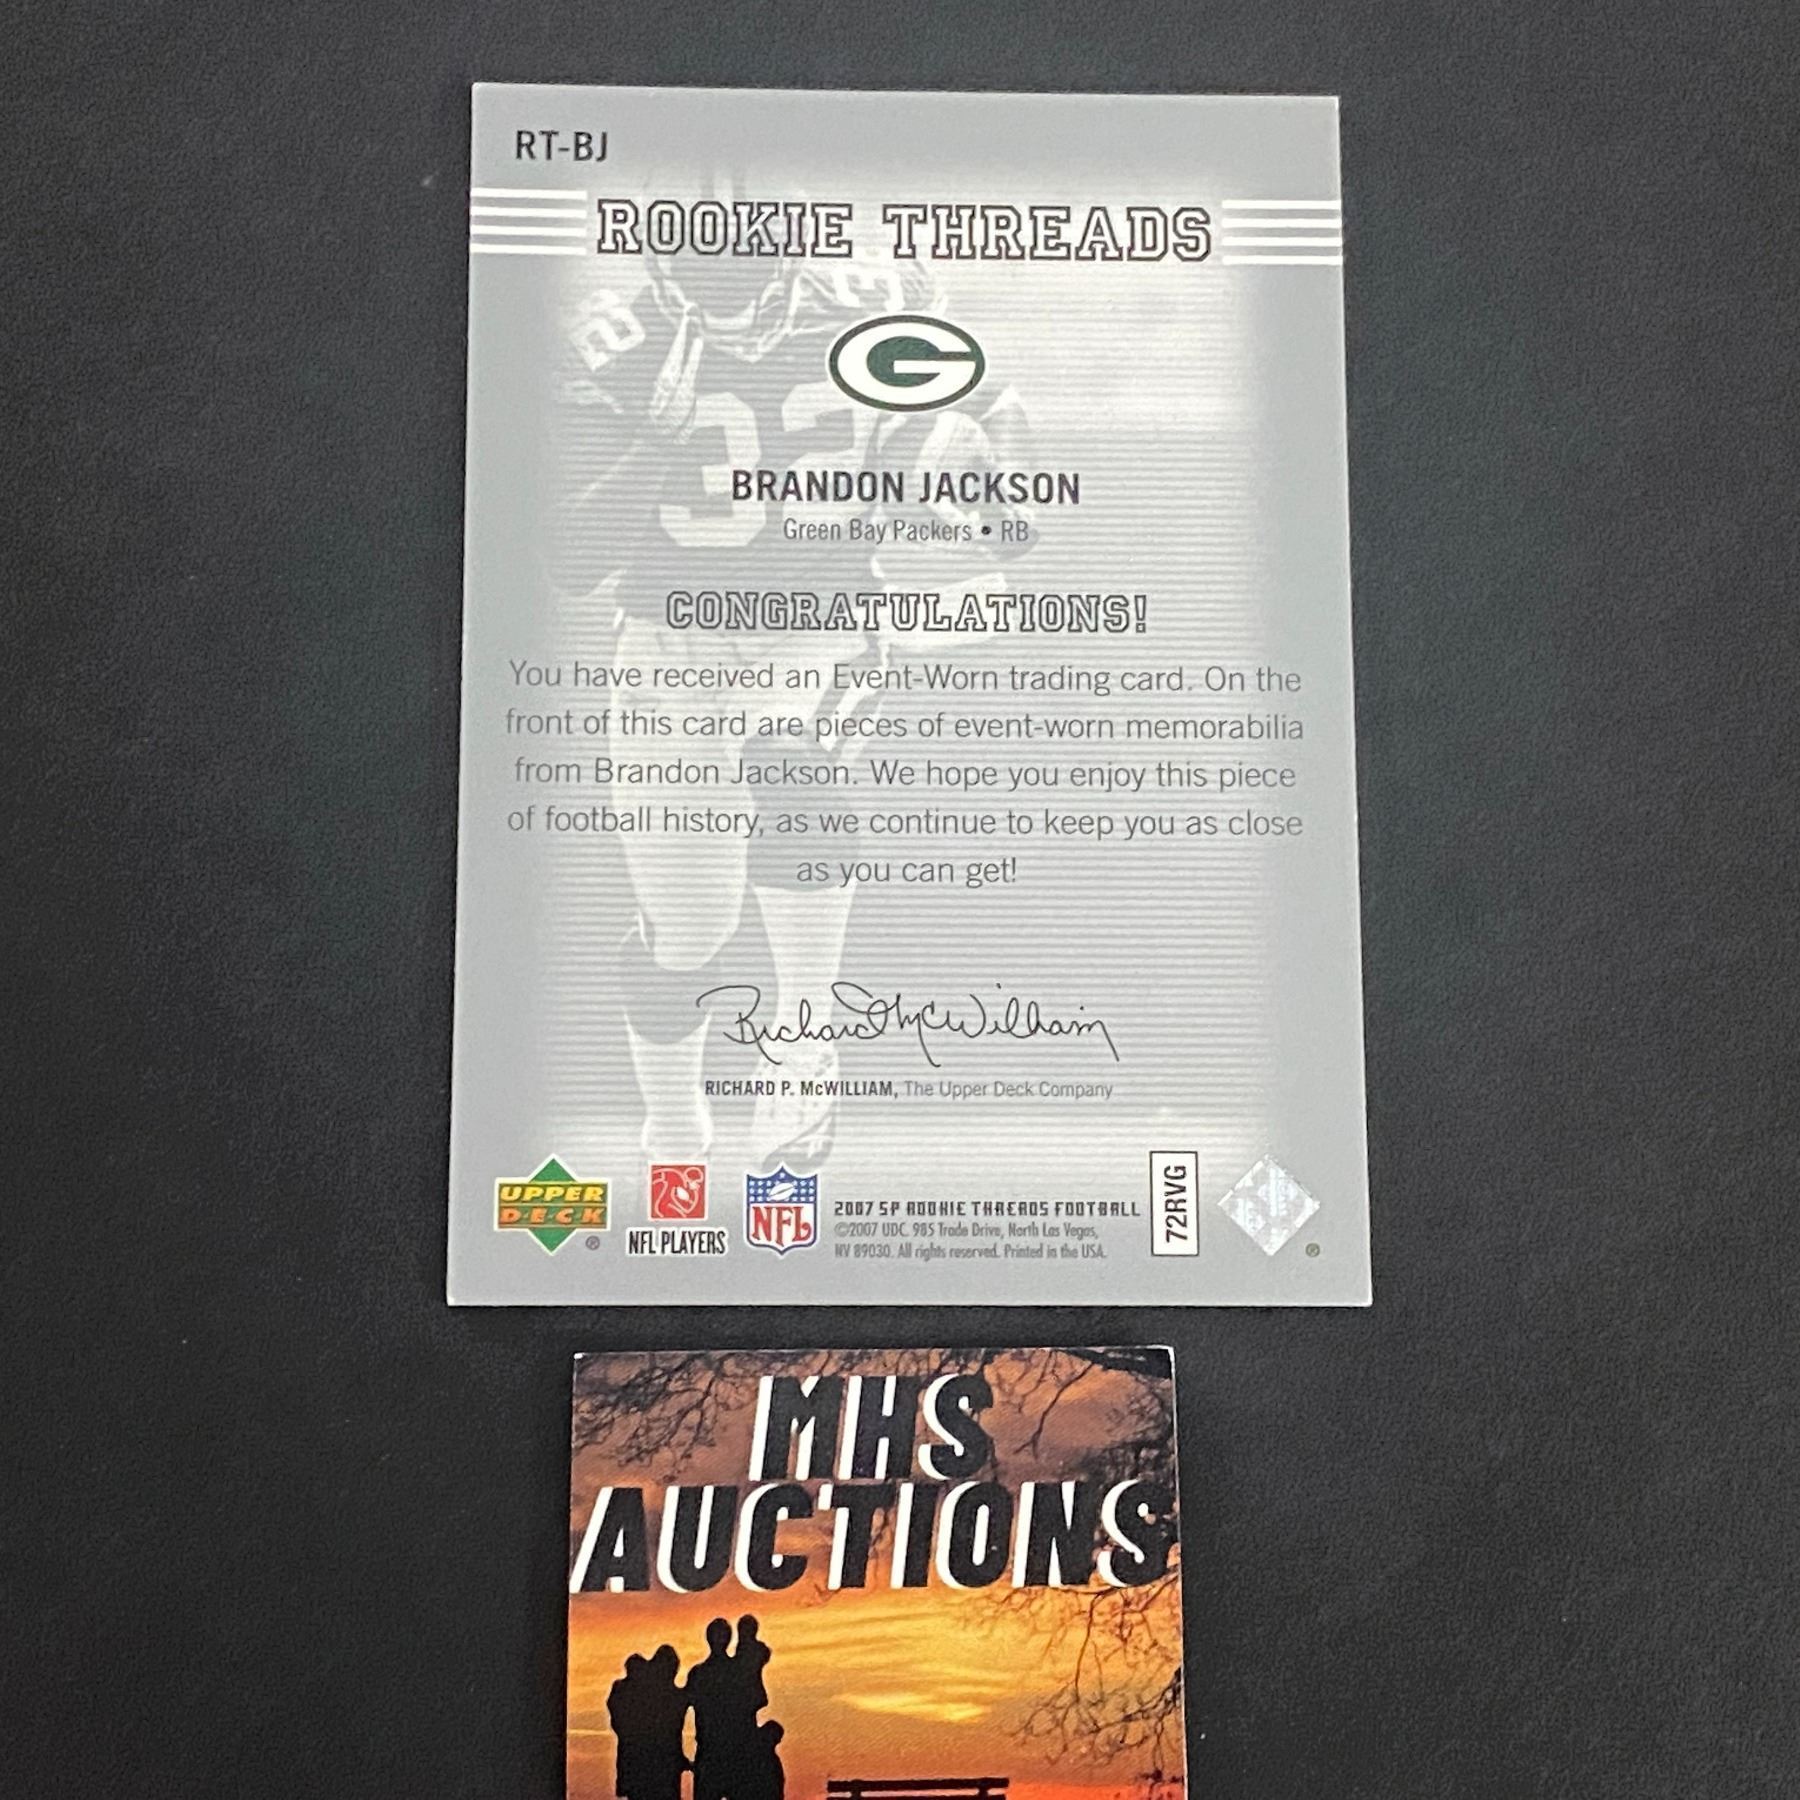 RT-BJ
ROOKIE THREADS
G
32
32
BRANDON JACKSON
Green Bay Packers • RB
CONGRATULATIONS!
You have received an Event-Worn trading card. On the
front of this card are pieces of event-worn memorabilia
from Brandon Jackson. We hope you enjoy this piece
of football history, as we continue to keep you as close
as you can get!
Richard McWilliam
RICHARD P. McWILLIAM, The Upper Deck Company
UPPER
DECK
®
NFL PLAYERS
NFL
2007 SP ROOKIE THREADS FOOTBALL
©2007 UDC. 985 Trade Drive, North Las Vegas,
NV 89030. All rights reserved. Printed in the USA.
72RVG
®
MHS
AUCTIONS